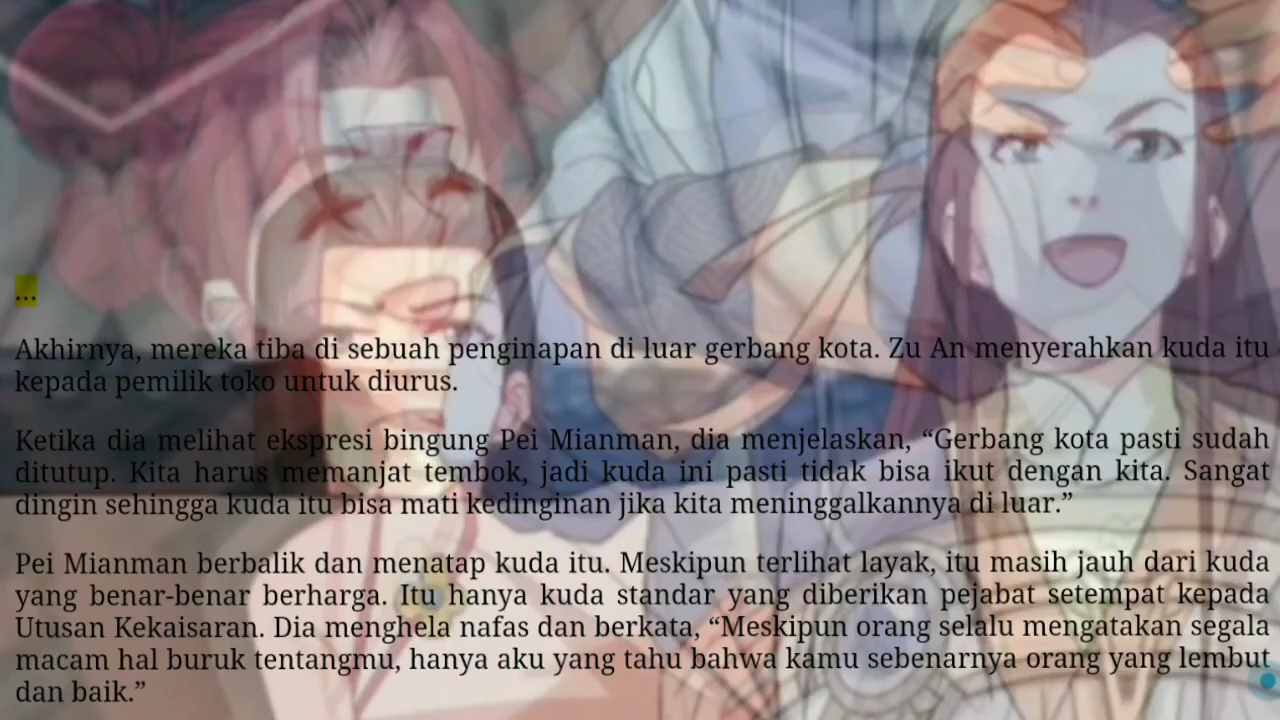 ...
Akhirnya, mereka tiba di sebuah penginapan di luar gerbang kota. Zu An menyerahkan kuda itu
kepada pemilik toko untuk diurus.
Ketika dia melihat ekspresi bingung Pei Mianman, dia menjelaskan, “Gerbang kota pasti sudah
ditutup. Kita harus memanjat tembok, jadi kuda ini pasti tidak bisa ikut dengan kita. Sangat
dingin sehingga kuda itu bisa mati kedinginan jika kita meninggalkannya di luar.”
Pei Mianman berbalik dan menatap kuda itu. Meskipun terlihat layak, itu masih jauh dari kuda
yang benar-benar berharga. Itu hanya kuda standar yang diberikan pejabat setempat kepada
Utusan Kekaisaran. Dia menghela nafas dan berkata, “Meskipun orang selalu mengatakan segala
macam hal buruk tentangmu, hanya aku yang tahu bahwa kamu sebenarnya orang yang lembut
dan baik.”